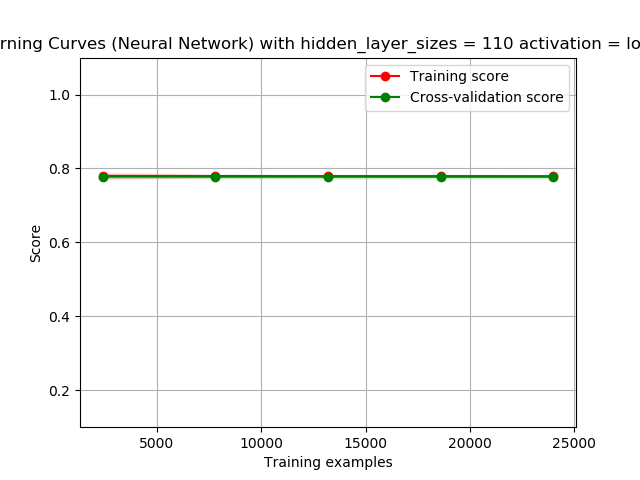 rning Curves (Neural Network) with hidden_layer_sizes = 110 activation = lo
Training score
Cross-validation score
1.0
0.8
0.6
0.4
0.2
Score
5000
10000
15000
20000
25000
Training examples